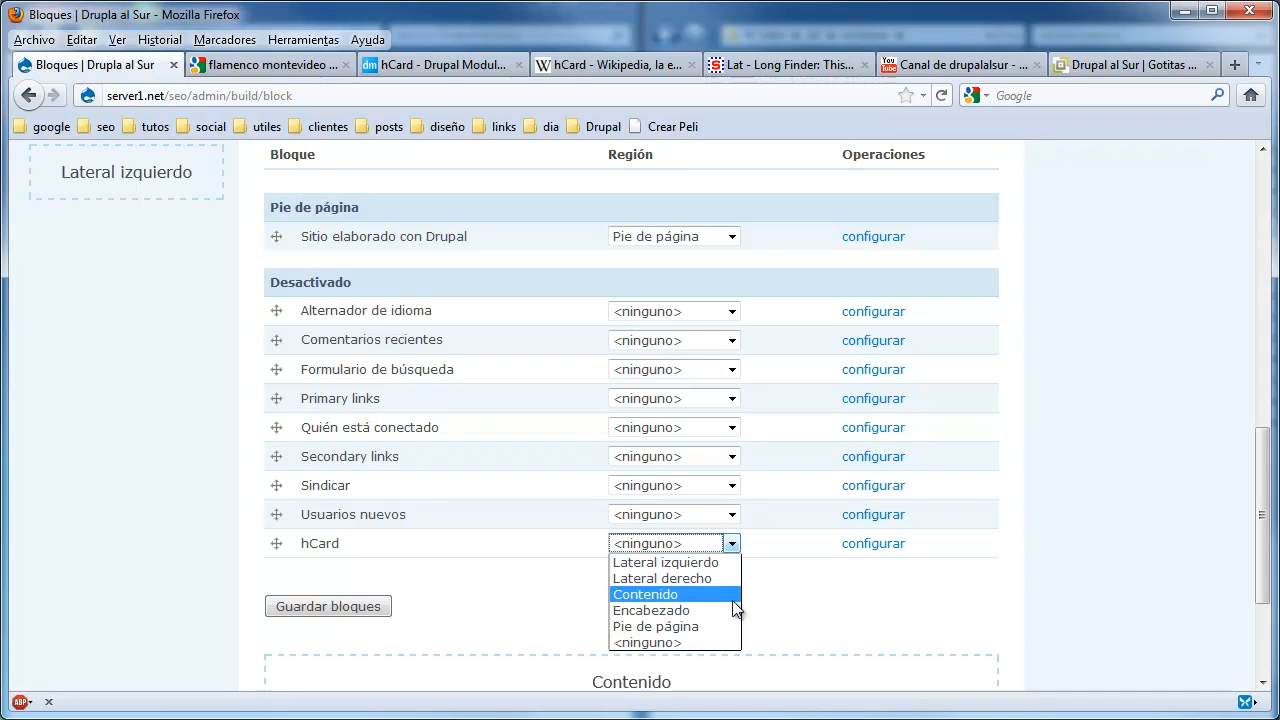 Bloques | Drupla al Sur - Mozilla Firefox
Archivo Editar Ver Historial Marcadores Herramientas Ayuda
Bloques | Drupla al Sur
flamenco montevideo ...
dm hCard - Drupal Modul...
W hCard - Wikipedia, la e...
S Lat - Long Finder: This...
You Tube Canal de drupalalsur - ...
Drupal al Sur | Gotitas ...
server1.net/seo/admin/build/block
Google
google seo tutos social utiles clientes posts diseño links dia Drupal Crear Peli
Lateral izquierdo
Bloque Región Operaciones
Pie de página
Sitio elaborado con Drupal Pie de página configurar
Desactivado
Alternador de idioma <ninguno> configurar
Comentarios recientes <ninguno> configurar
Formulario de búsqueda <ninguno> configurar
Primary links <ninguno> configurar
Quién está conectado <ninguno> configurar
Secondary links <ninguno> configurar
Sindicar <ninguno> configurar
Usuarios nuevos <ninguno> configurar
hCard <ninguno> configurar
Lateral izquierdo
Lateral derecho
Contenido
Encabezado
Pie de página
<ninguno>
Guardar bloques
Contenido
ABP